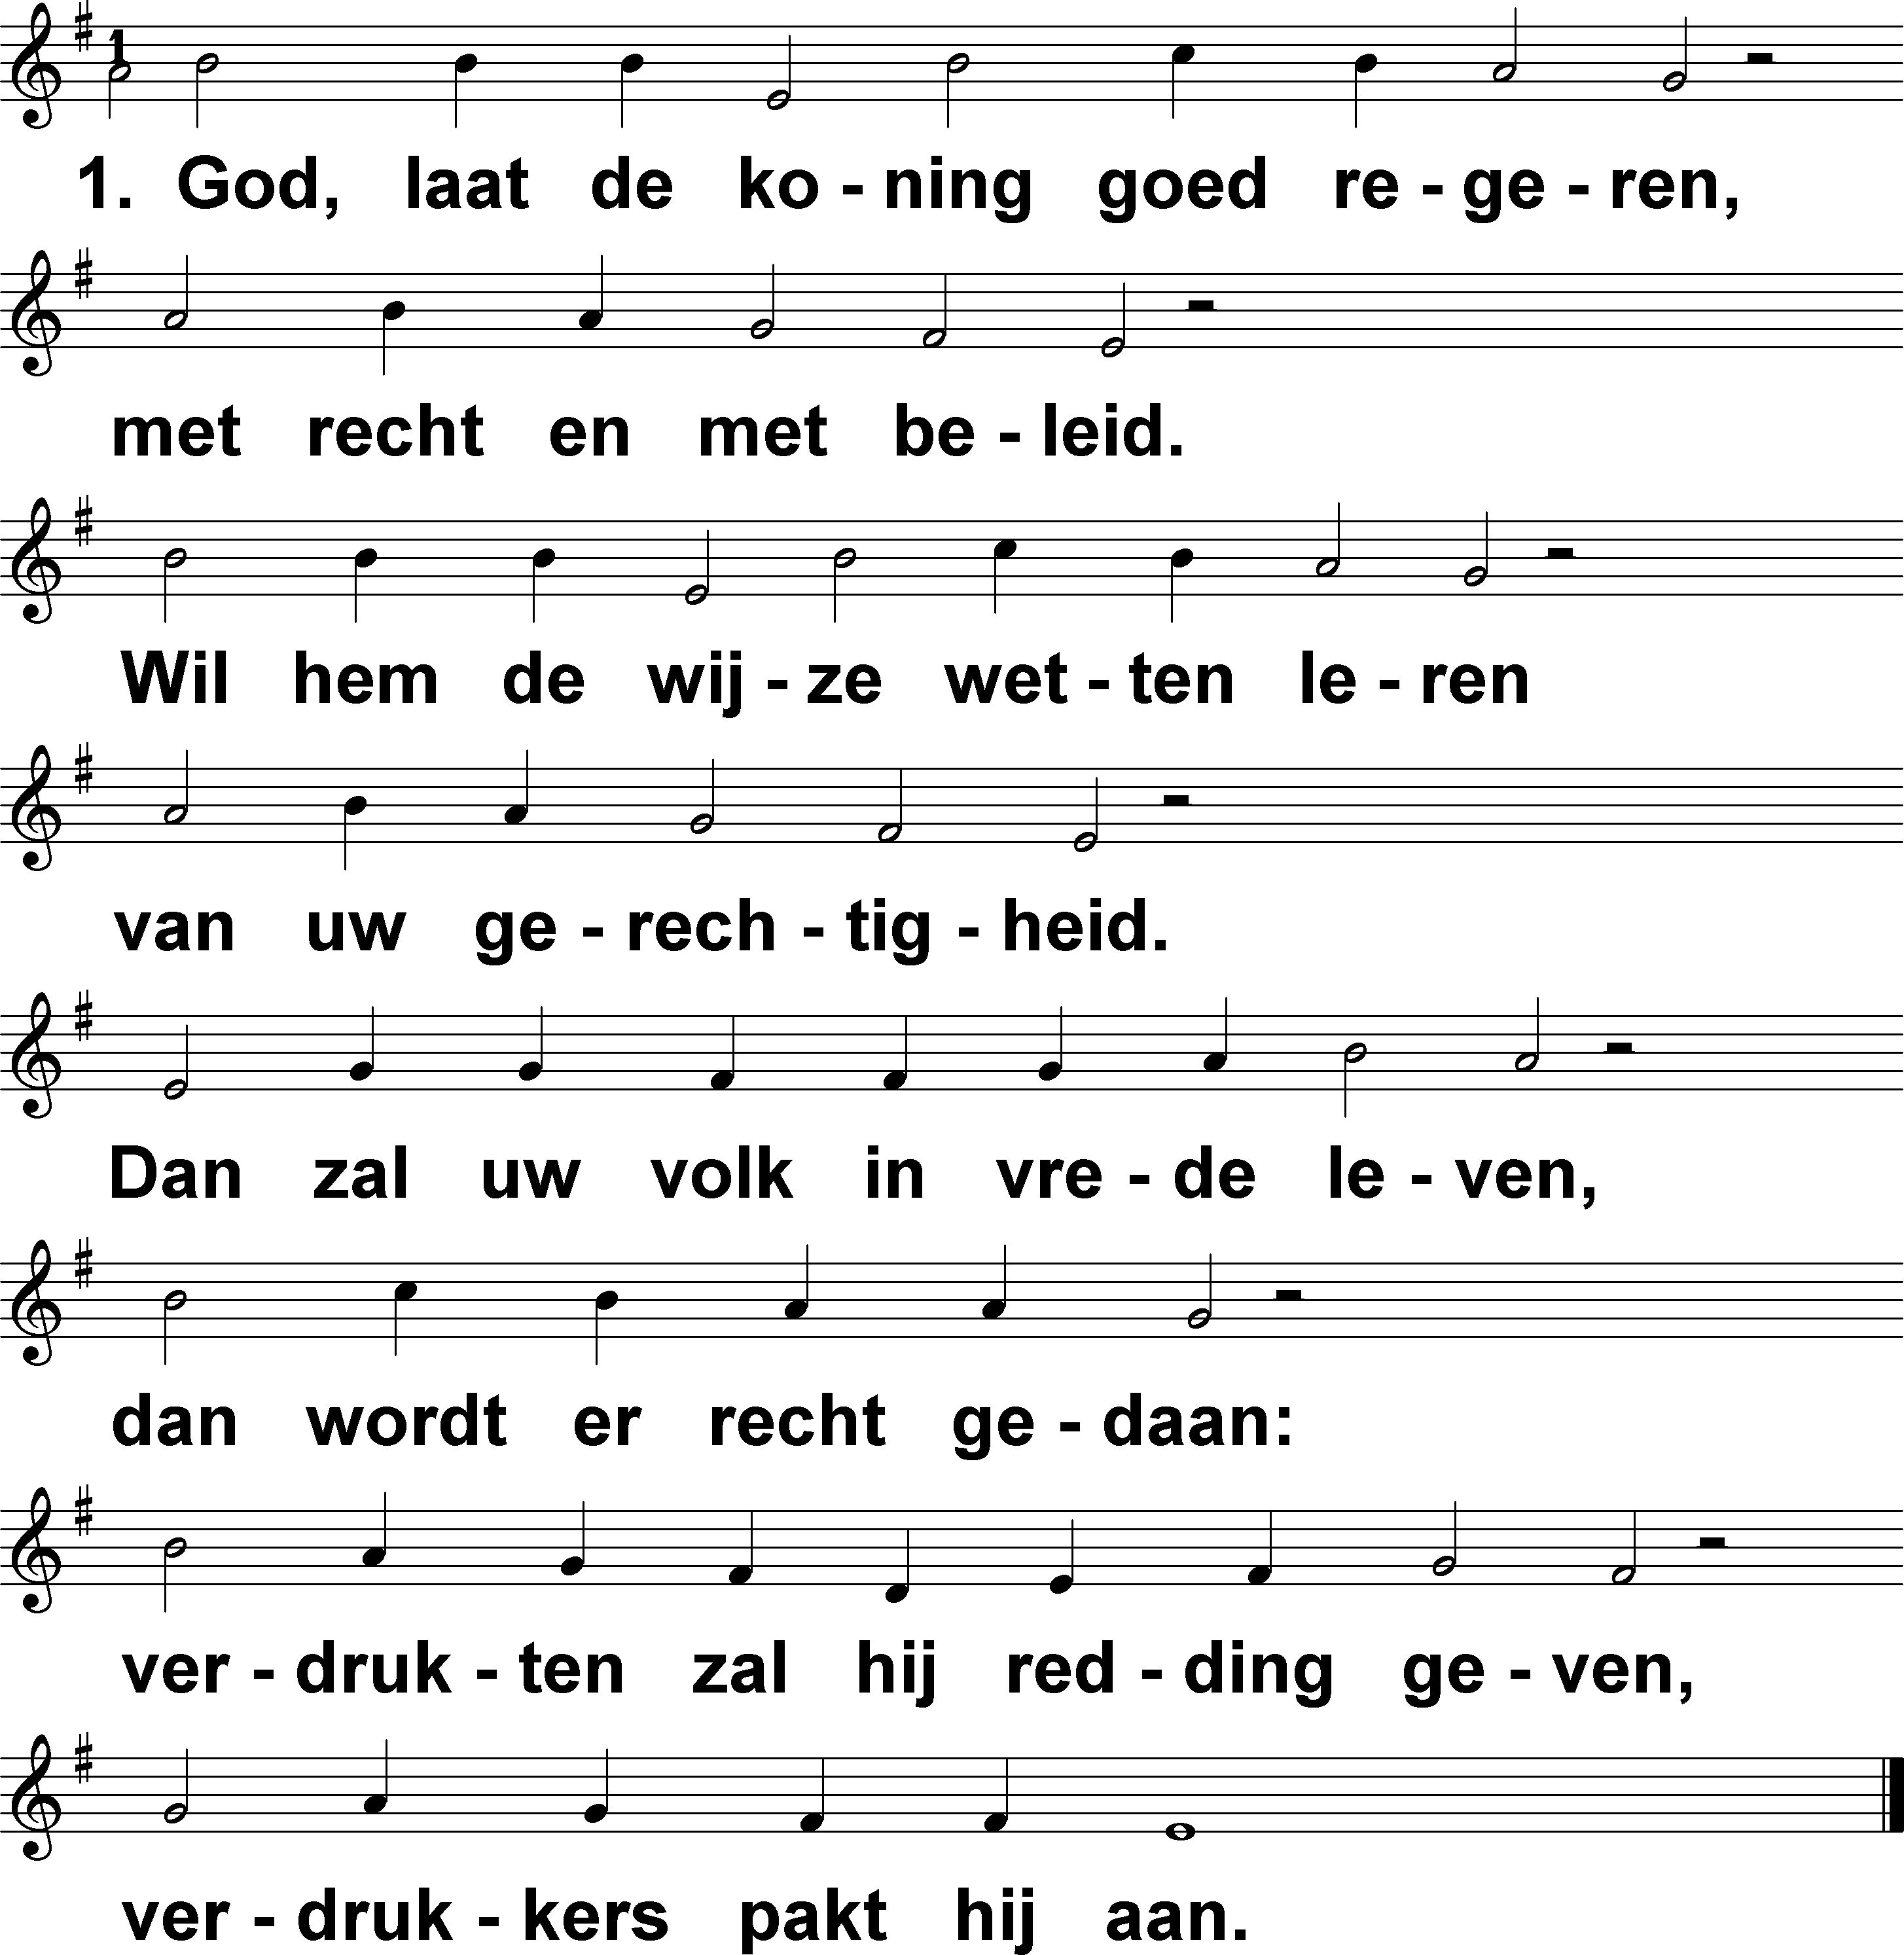 1. God, laat de ko - ning goed re - ge - ren,
met recht en met be - leid.
Wil hem de wij - ze wet - ten le - ren
van uw ge - rech - tig - heid.
Dan zal uw volk in vre - de le - ven,
dan wordt er recht ge - daan:
ver - druk - ten zal hij red - ding ge - ven,
ver - druk - kers pakt hij aan.